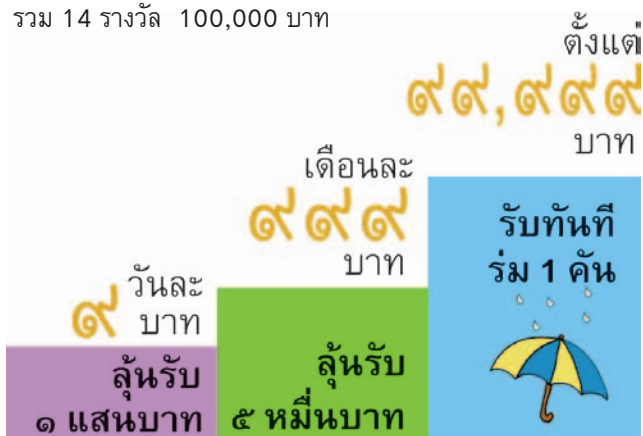 รวม 14 รางวัล 100,000 บาท
๙ วันละ
บาท
ลุ้นรับ
๑ แสนบาท
เดือนละ
๙๙๙
บาท
ลุ้นรับ
๕ หมื่นบาท
ตั้งแต่
๙๙,๙๙๙
บาท
รับทันที
ร่ม 1 คัน